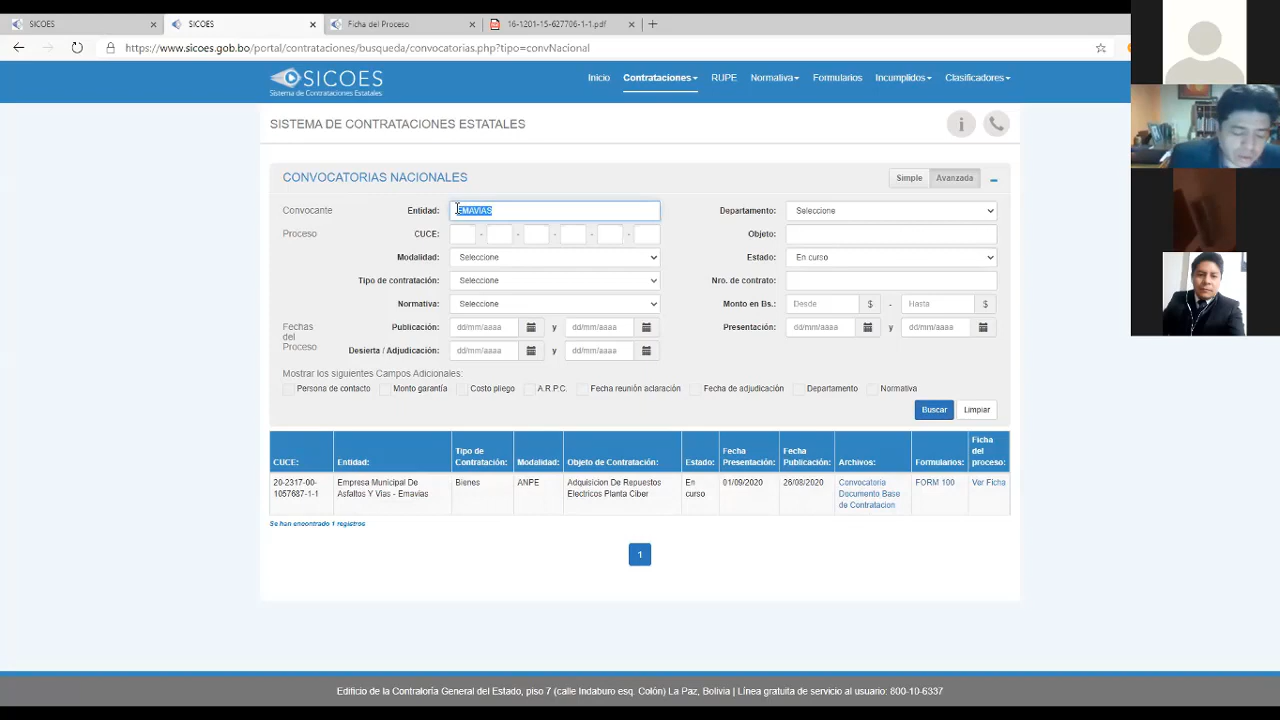 SICOES
SICOES
Ficha del Proceso
16-1201-15-627706-1-1.pdf
https://www.sicoes.gob.bo/portal/contrataciones/busqueda/convocatorias.php?tipo=convNacional
SICOES
Sistema de Contrataciones Estatales
Inicio Contrataciones RUPE Normativa Formularios Incumplidos Clasificadores
SISTEMA DE CONTRATACIONES ESTATALES
CONVOCATORIAS NACIONALES Simple Avanzada
Convocante Entidad: EMAVIAS Departamento: Seleccione
Proceso CUCE: - - - - - Objeto:
Modalidad: Seleccione Estado: En curso
Tipo de contratación: Seleccione Nro. de contrato:
Normativa: Seleccione Monto en Bs.: Desde $ - Hasta $
Fechas del Proceso Publicación: dd/mm/aaaa y dd/mm/aaaa Presentación: dd/mm/aaaa y dd/mm/aaaa
Desierta / Adjudicación: dd/mm/aaaa y dd/mm/aaaa
Mostrar los siguientes Campos Adicionales:
Persona de contacto Monto garantía Costo pliego A.R.P.C. Fecha reunión aclaración Fecha de adjudicación Departamento Normativa
Buscar Limpiar
CUCE: Entidad: Tipo de Contratación: Modalidad: Objeto de Contratación: Estado: Fecha Presentación: Fecha Publicación: Archivos: Formularios: Ficha del proceso:
20-2317-00-1057687-1-1 Empresa Municipal De Asfaltos Y Vias - Emavias Bienes ANPE Adquisicion De Repuestos Electricos Planta Ciber En curso 01/09/2020 26/08/2020 Convocatoria Documento Base de Contratacion FORM 100 Ver Ficha
Se han encontrado 1 registros
1
Edificio de la Contraloría General del Estado, piso 7 (calle Indaburo esq. Colón) La Paz, Bolivia | Línea gratuita de servicio al usuario: 800-10-6337